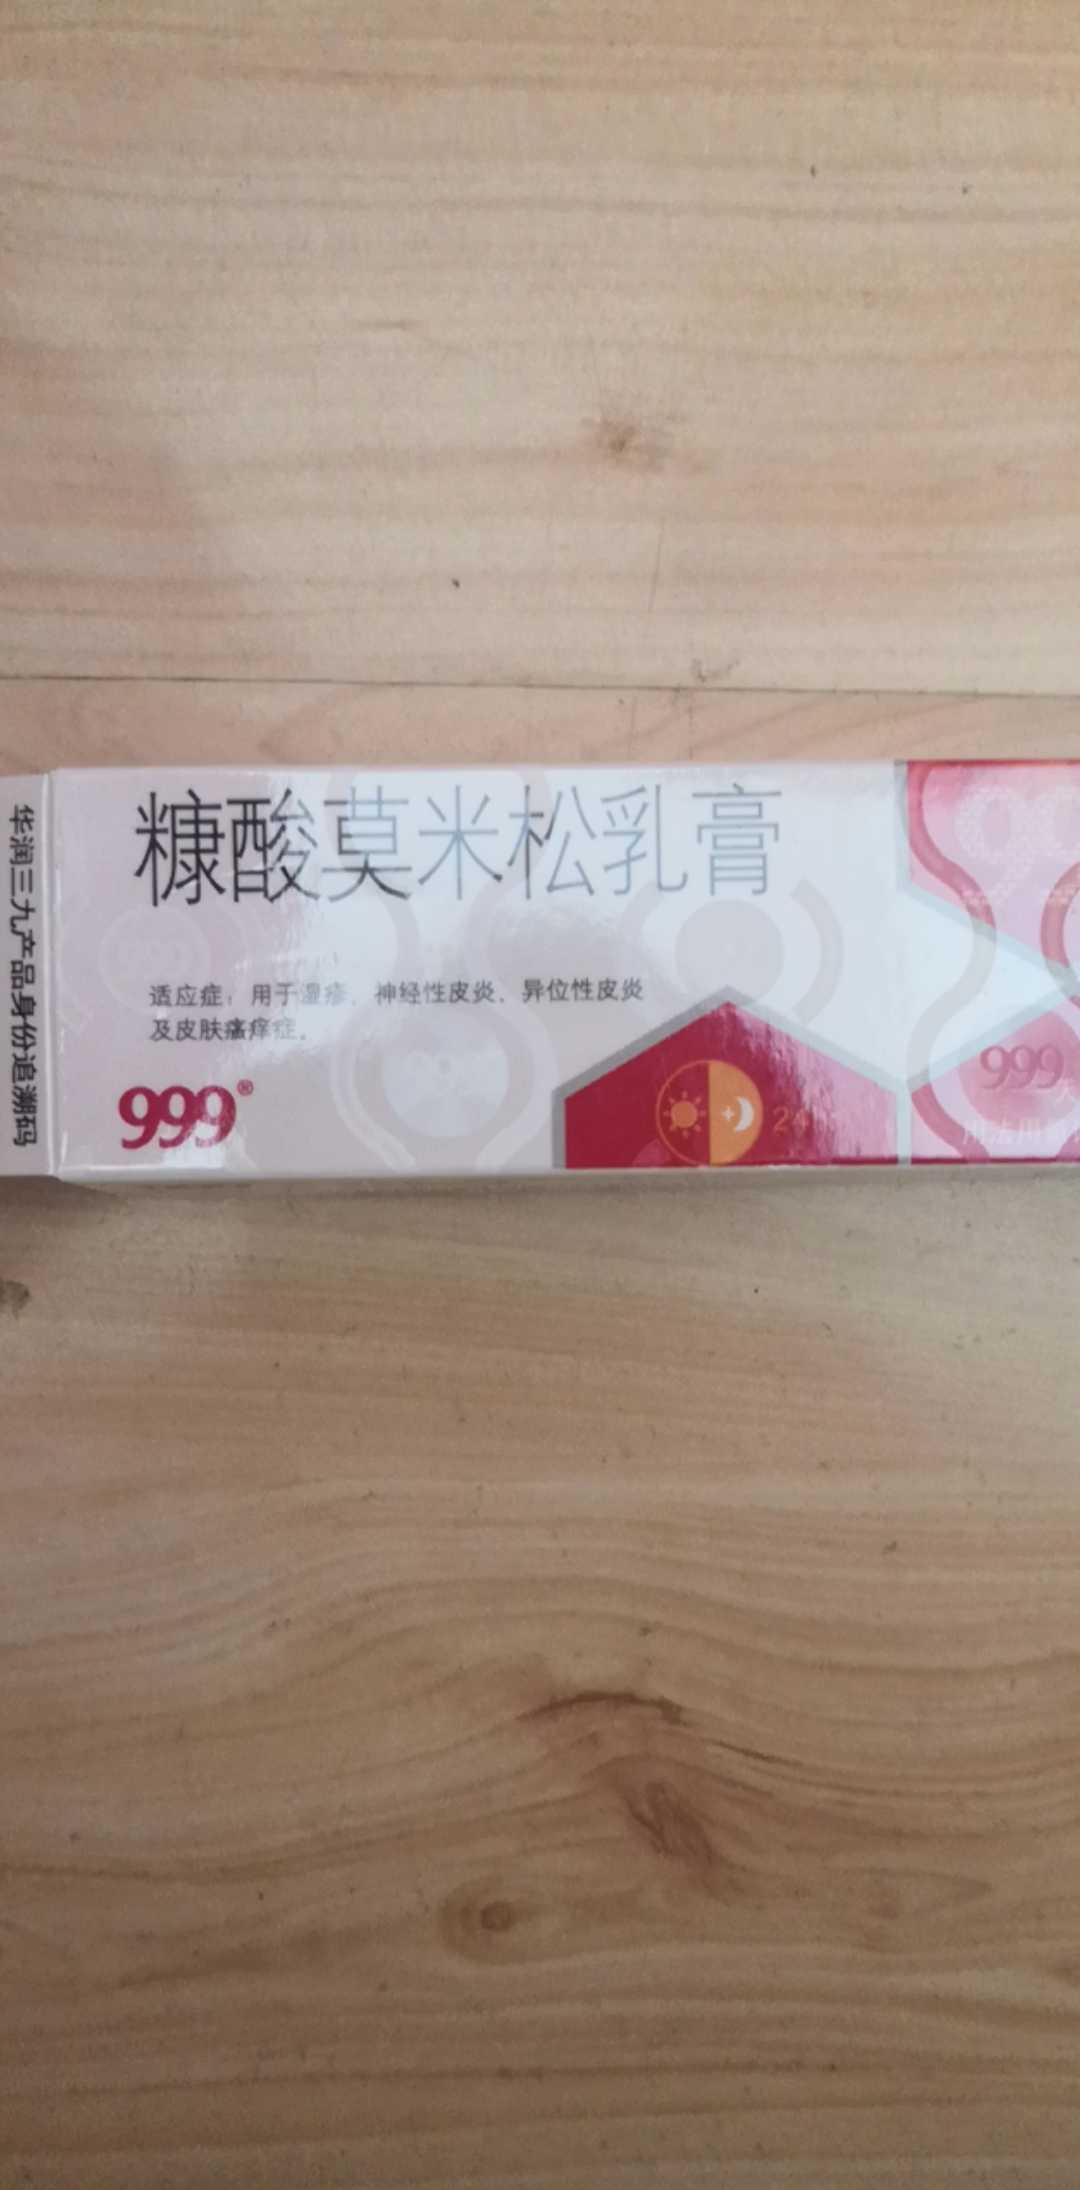 华润三九产品身份追溯码
糠酸莫米松乳膏
适应症：用于湿疹、神经性皮炎、异位性皮炎
及皮肤瘙痒症。
999®
24
999